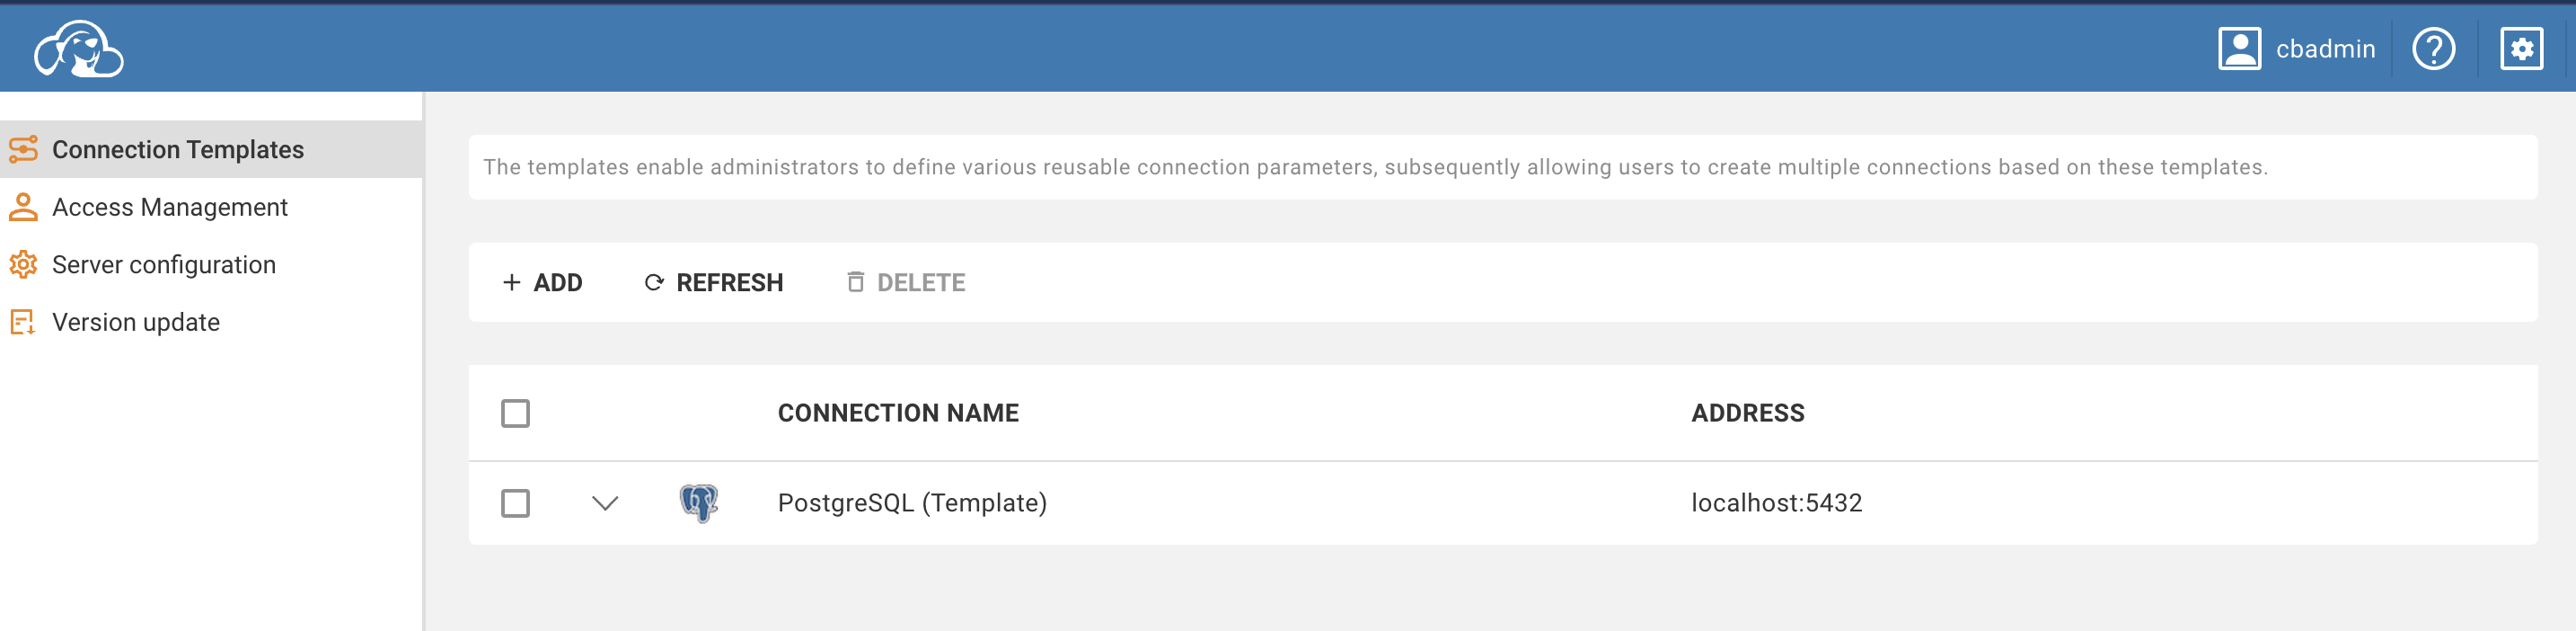 cbadmin
Connection Templates
Access Management
Server configuration
Version update
The templates enable administrators to define various reusable connection parameters, subsequently allowing users to create multiple connections based on these templates.
+ ADD REFRESH DELETE
CONNECTION NAME ADDRESS
PostgreSQL (Template) localhost:5432